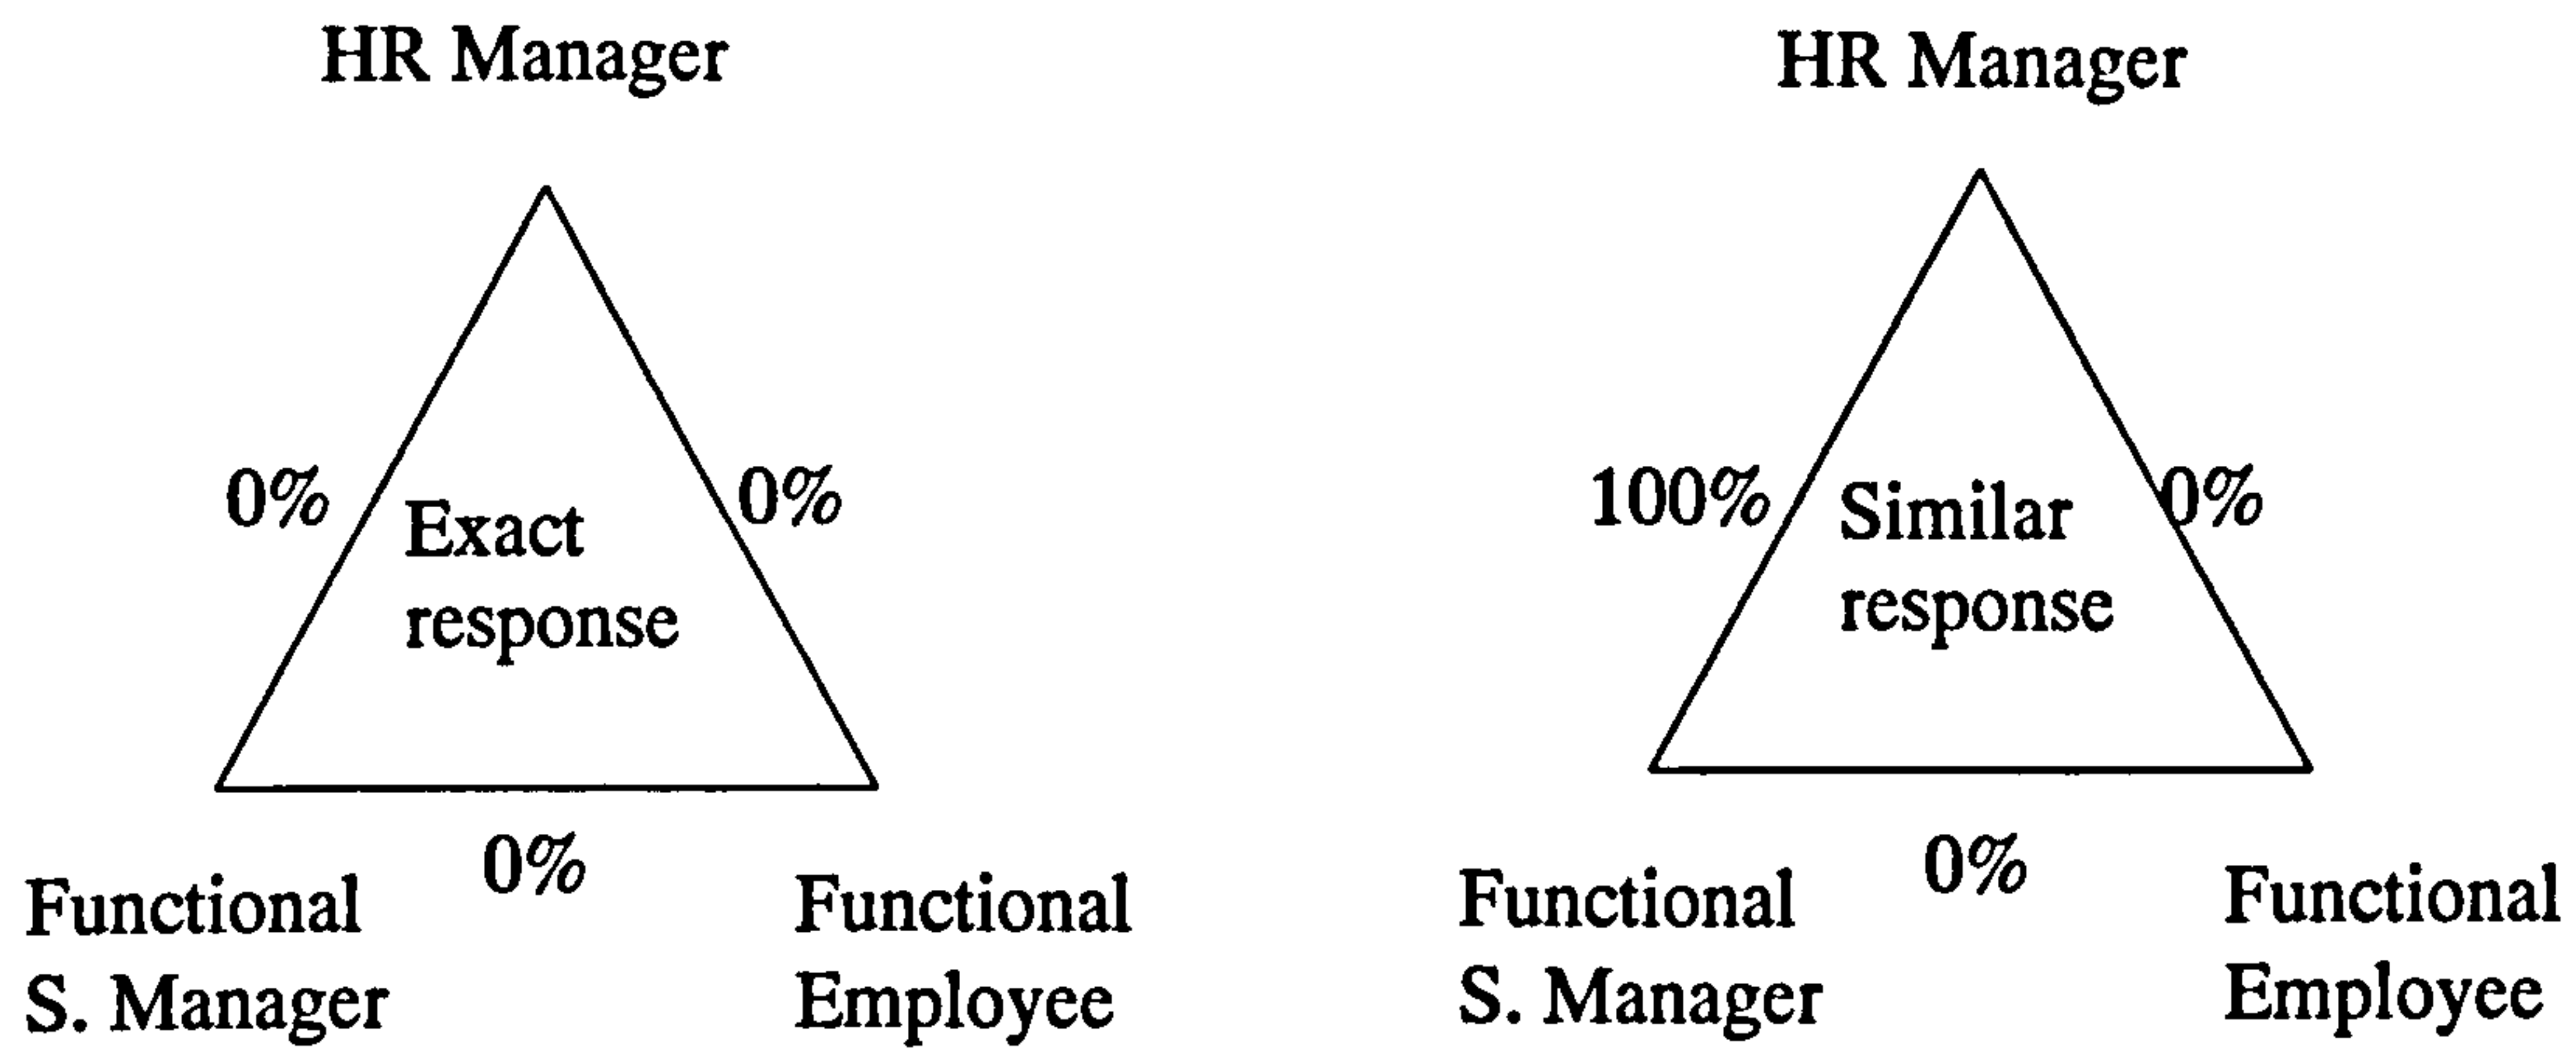 HR Manager
0%
0%
Exact
response
0%
Functional
S. Manager
Functional
Employee
HR Manager
100%
0%
Similar
response
0%
Functional
S. Manager
Functional
Employee